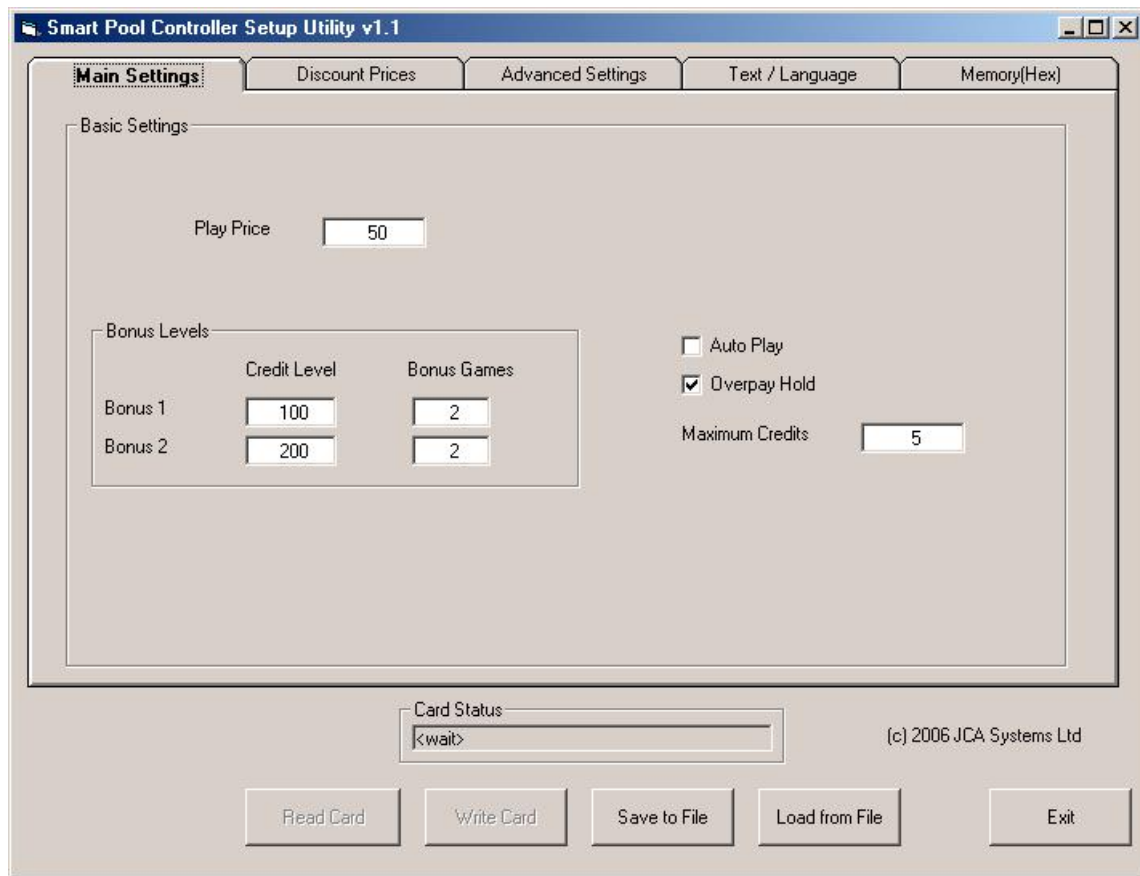 Smart Pool Controller Setup Utility v1.1
Main Settings Discount Prices Advanced Settings Text / Language Memory(Hex)
Basic Settings
Play Price 50
Bonus Levels
Credit Level Bonus Games
Bonus 1 100 2
Bonus 2 200 2
Auto Play
Overpay Hold
Maximum Credits 5
Card Status
<wait>
(c) 2006 JCA Systems Ltd
Read Card Write Card Save to File Load from File Exit